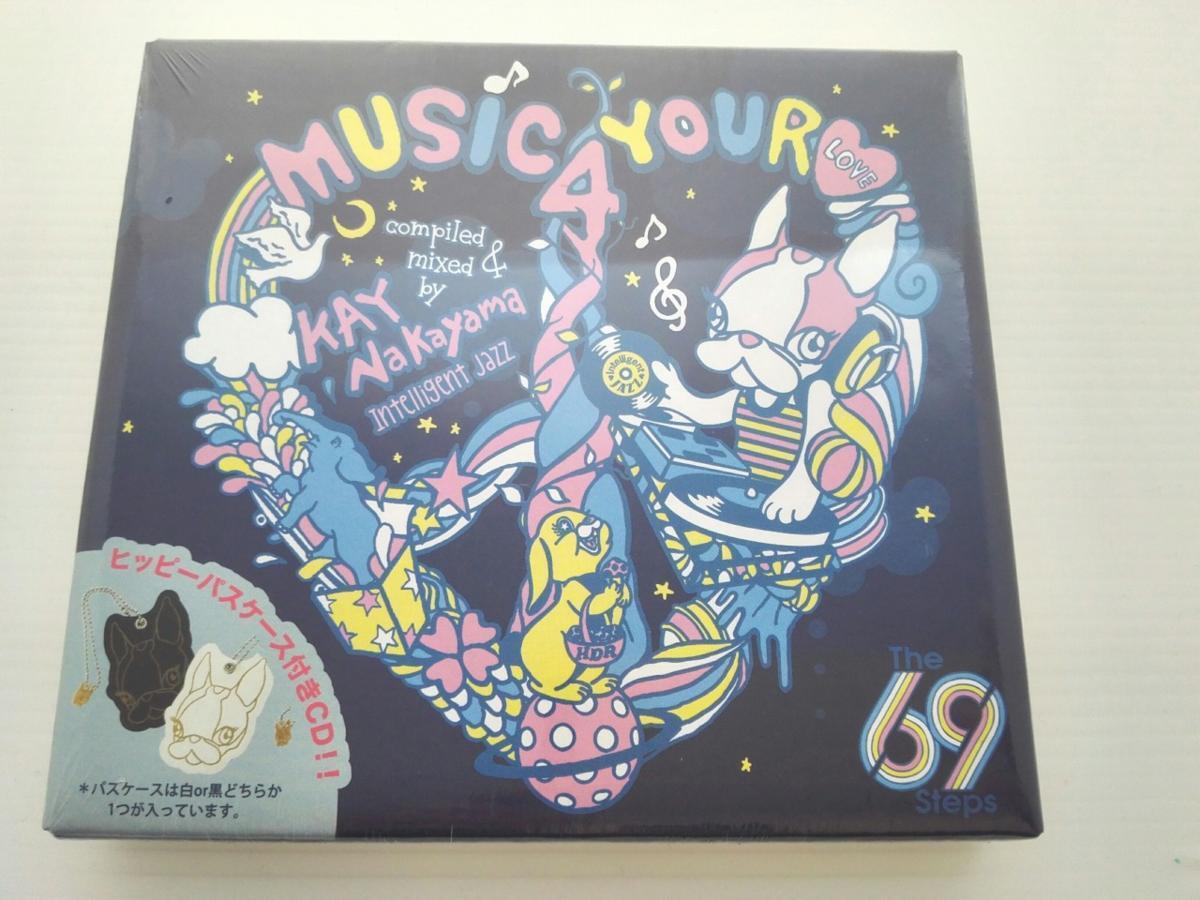 MUSIC 4 YOUR
LOVE
compiled &
mixed
by
KAY
Nakayama
Intelligent Jazz
Intelligent
JAZZ
HDR
The
69
Steps
ヒッピーパスケース付きCD!!
*パスケースは白or黒どちらか
1つが入っています。